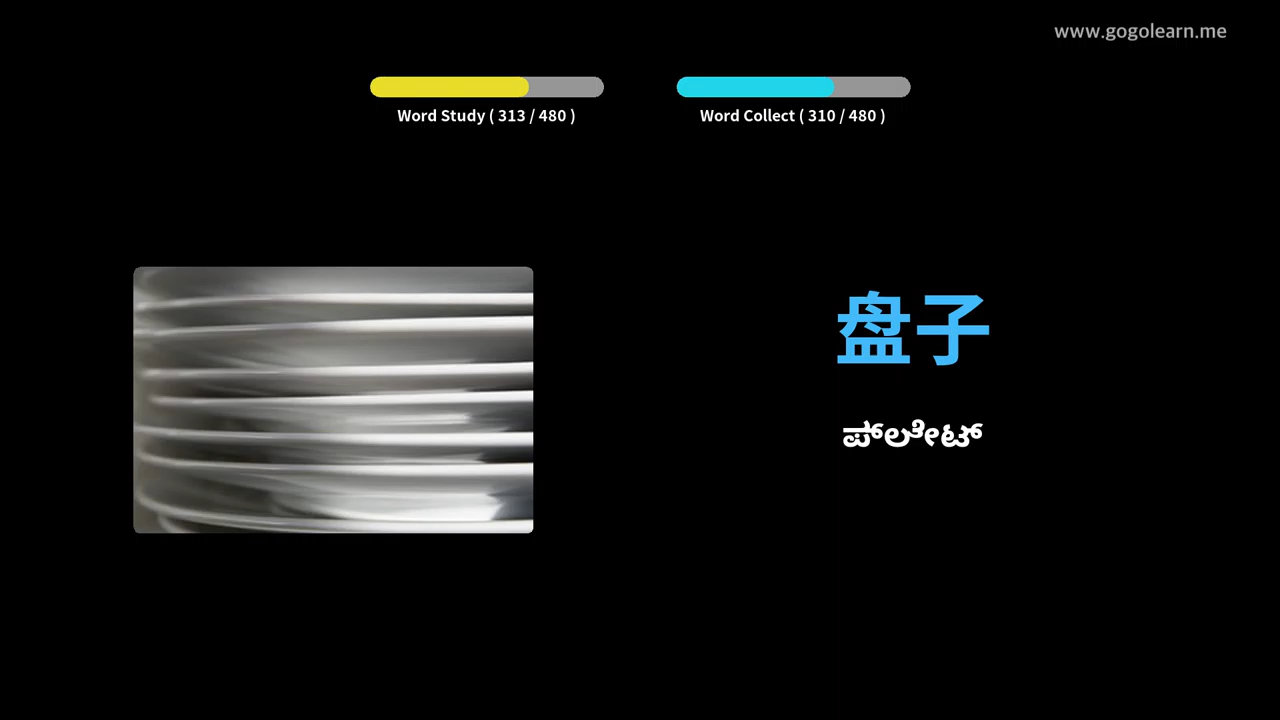 www.gogolearn.me
Word Study ( 313 / 480 )
Word Collect ( 310 / 480 )
盘子
ಪ್‌ಲೇಟ್